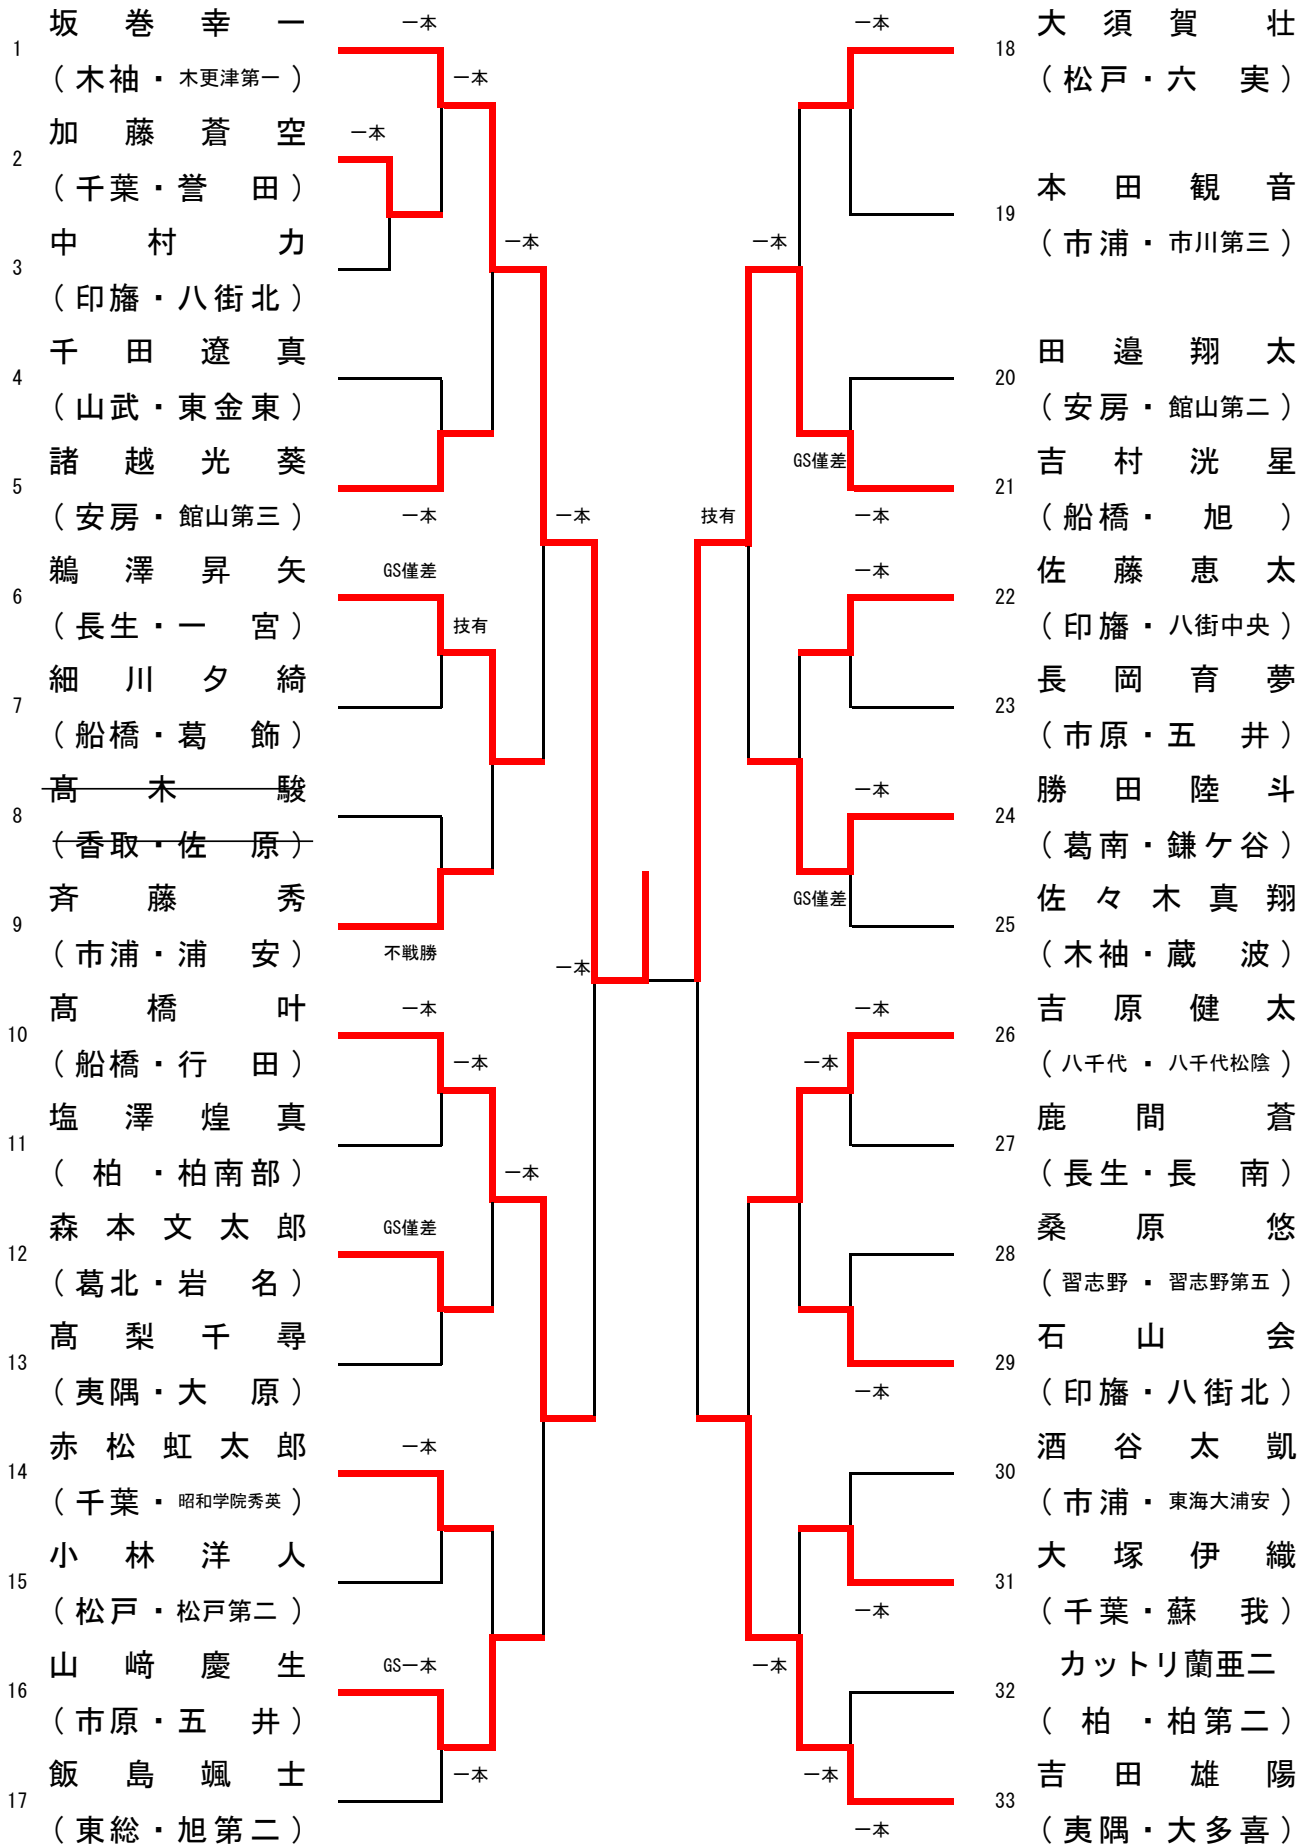 坂巻幸一
1
(木袖・木更津第一)
加藤蒼空
2
(千葉・誉田)
中村力
3
(印旛・八街北)
千田遼真
4
(山武・東金東)
諸越光葵
5
(安房・館山第三)
鵜澤昇矢
6
(長生・一宮)
細川夕綺
7
(船橋・葛飾)
髙木駿
8
(香取・佐原)
斉藤秀
9
(市浦・浦安)
髙橋叶
10
(船橋・行田)
塩澤煌真
11
(柏・柏南部)
森本文太郎
12
(葛北・岩名)
髙梨千尋
13
(夷隅・大原)
赤松虹太郎
14
(千葉・昭和学院秀英)
小林洋人
15
(松戸・松戸第二)
山﨑慶生
16
(市原・五井)
飯島颯士
17
(東総・旭第二)
一本
一本
一本
一本
一本
一本
GS僅差
技有
不戦勝
一本
一本
一本
一本
GS僅差
一本
GS一本
一本
一本
一本
GS僅差
一本
技有
一本
一本
GS僅差
一本
一本
一本
一本
一本
一本
一本
大須賀壮
18
(松戸・六実)
本田観音
19
(市浦・市川第三)
田邉翔太
20
(安房・館山第二)
吉村洸星
21
(船橋・旭)
佐藤恵太
22
(印旛・八街中央)
長岡育夢
23
(市原・五井)
勝田陸斗
24
(葛南・鎌ケ谷)
佐々木真翔
25
(木袖・蔵波)
吉原健太
26
(八千代・八千代松陰)
鹿間蒼
27
(長生・長南)
桑原悠
28
(習志野・習志野第五)
石山会
29
(印旛・八街北)
酒谷太凱
30
(市浦・東海大浦安)
大塚伊織
31
(千葉・蘇我)
カットリ蘭亜二
32
(柏・柏第二)
吉田雄陽
33
(夷隅・大多喜)